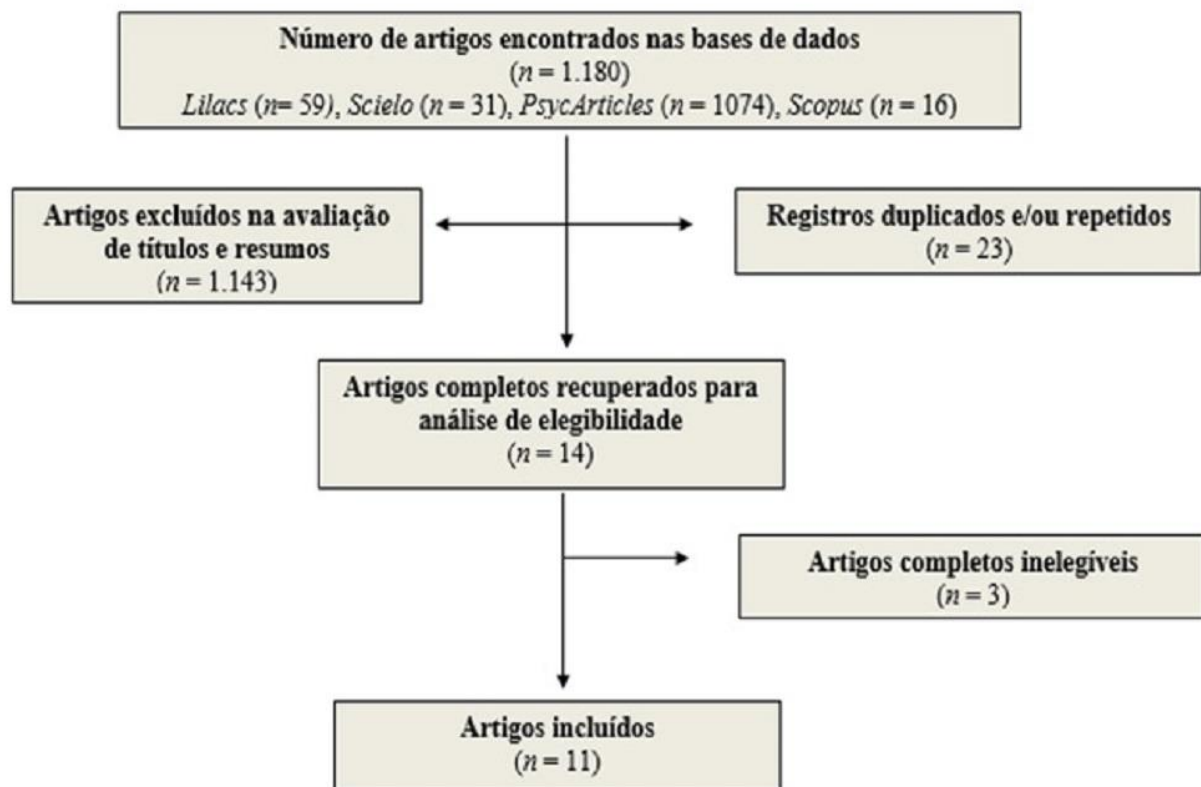 Número de artigos encontrados nas bases de dados
(n = 1.180)
Lilacs (n= 59), Scielo (n = 31), PsycArticles (n = 1074), Scopus (n = 16)
Artigos excluídos na avaliação
de títulos e resumos
(n = 1.143)
Registros duplicados e/ou repetidos
(n = 23)
Artigos completos recuperados para
análise de elegibilidade
(n = 14)
Artigos completos inelegíveis
(n = 3)
Artigos incluídos
(n = 11)